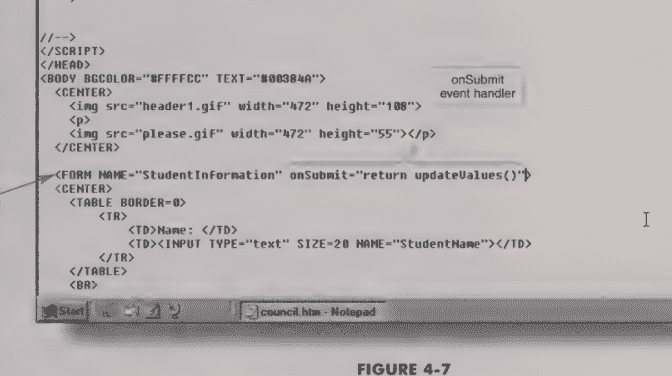 //-->
</SCRIPT>
</HEAD>
<BODY BGCOLOR="#FFFFCC" TEXT="#00384A">
<CENTER>
<img src="header1.gif" width="472" height="108">
<p>
<img src="please.gif" width="472" height="55"></p>
</CENTER>
onSubmit
event handler
<FORM NAME="StudentInformation" onSubmit="return updateValues()">
<CENTER>
<TABLE BORDER=0>
<TR>
<TD>Name: </TD>
<TD><INPUT TYPE="text" SIZE=20 NAME="StudentName"></TD>
</TR>
</TABLE>
<BR>
Start
council.htm - Notepad
FIGURE 4-7